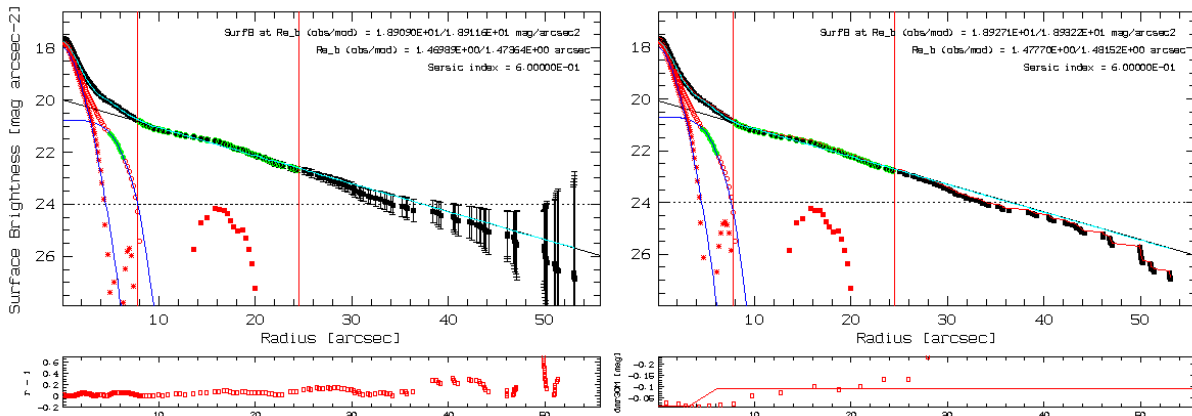 SurfB at Re_b (obs/mod) = 1.89090E+01/1.89116E+01 mag/arcsec2
Re_b (obs/mod) = 1.46989E+00/1.47364E+00 arcsec
Sersic index = 6.00000E-01
Surface Brightness [mag arcsec-2]
18
20
22
24
26
10 20 30 40 50
Radius [arcsec]
0.6
0.4
0.2
0.0
-0.2
0 10 20 30 40 50
SurfB at Re_b (obs/mod) = 1.89271E+01/1.89322E+01 mag/arcsec2
Re_b (obs/mod) = 1.47770E+00/1.48152E+00 arcsec
Sersic index = 6.00000E-01
18
20
22
24
26
10 20 30 40 50
Radius [arcsec]
-0.2
-0.15
-0.1
-0.05
0 10 20 30 40 50